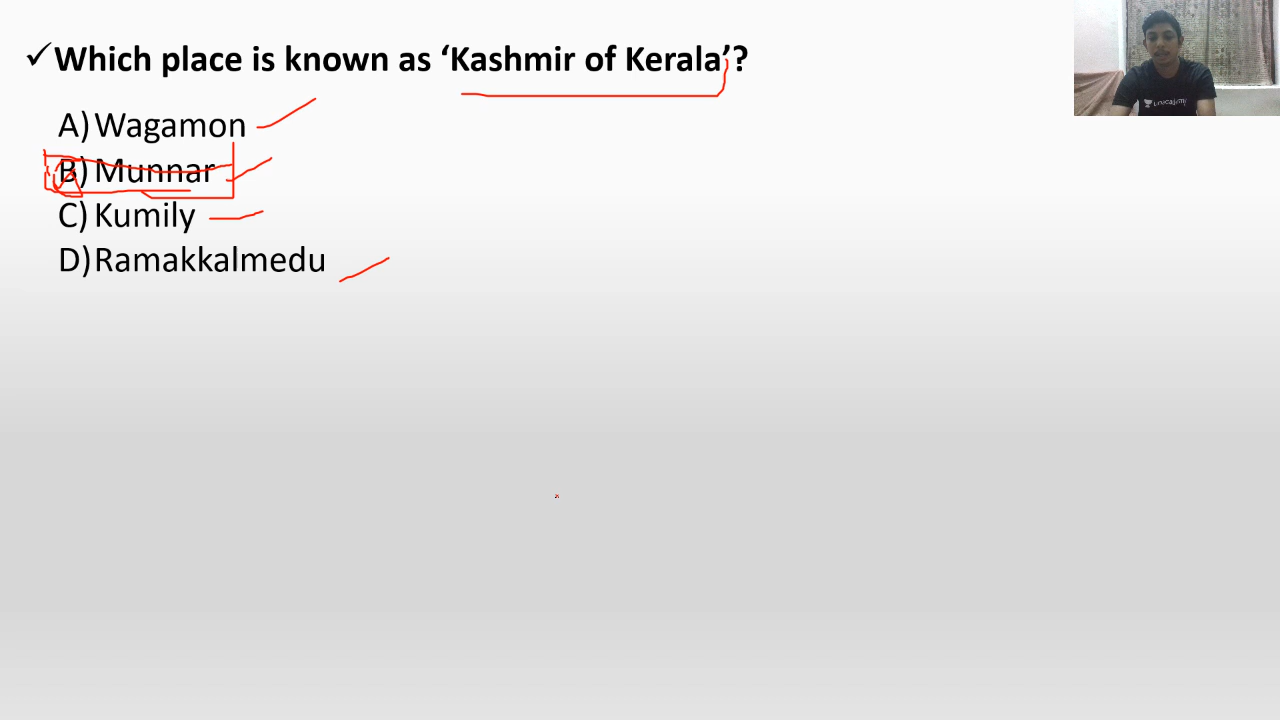 ✓ Which place is known as ‘Kashmir of Kerala’?
A) Wagamon
B) Munnar
C) Kumily
D) Ramakkalmedu